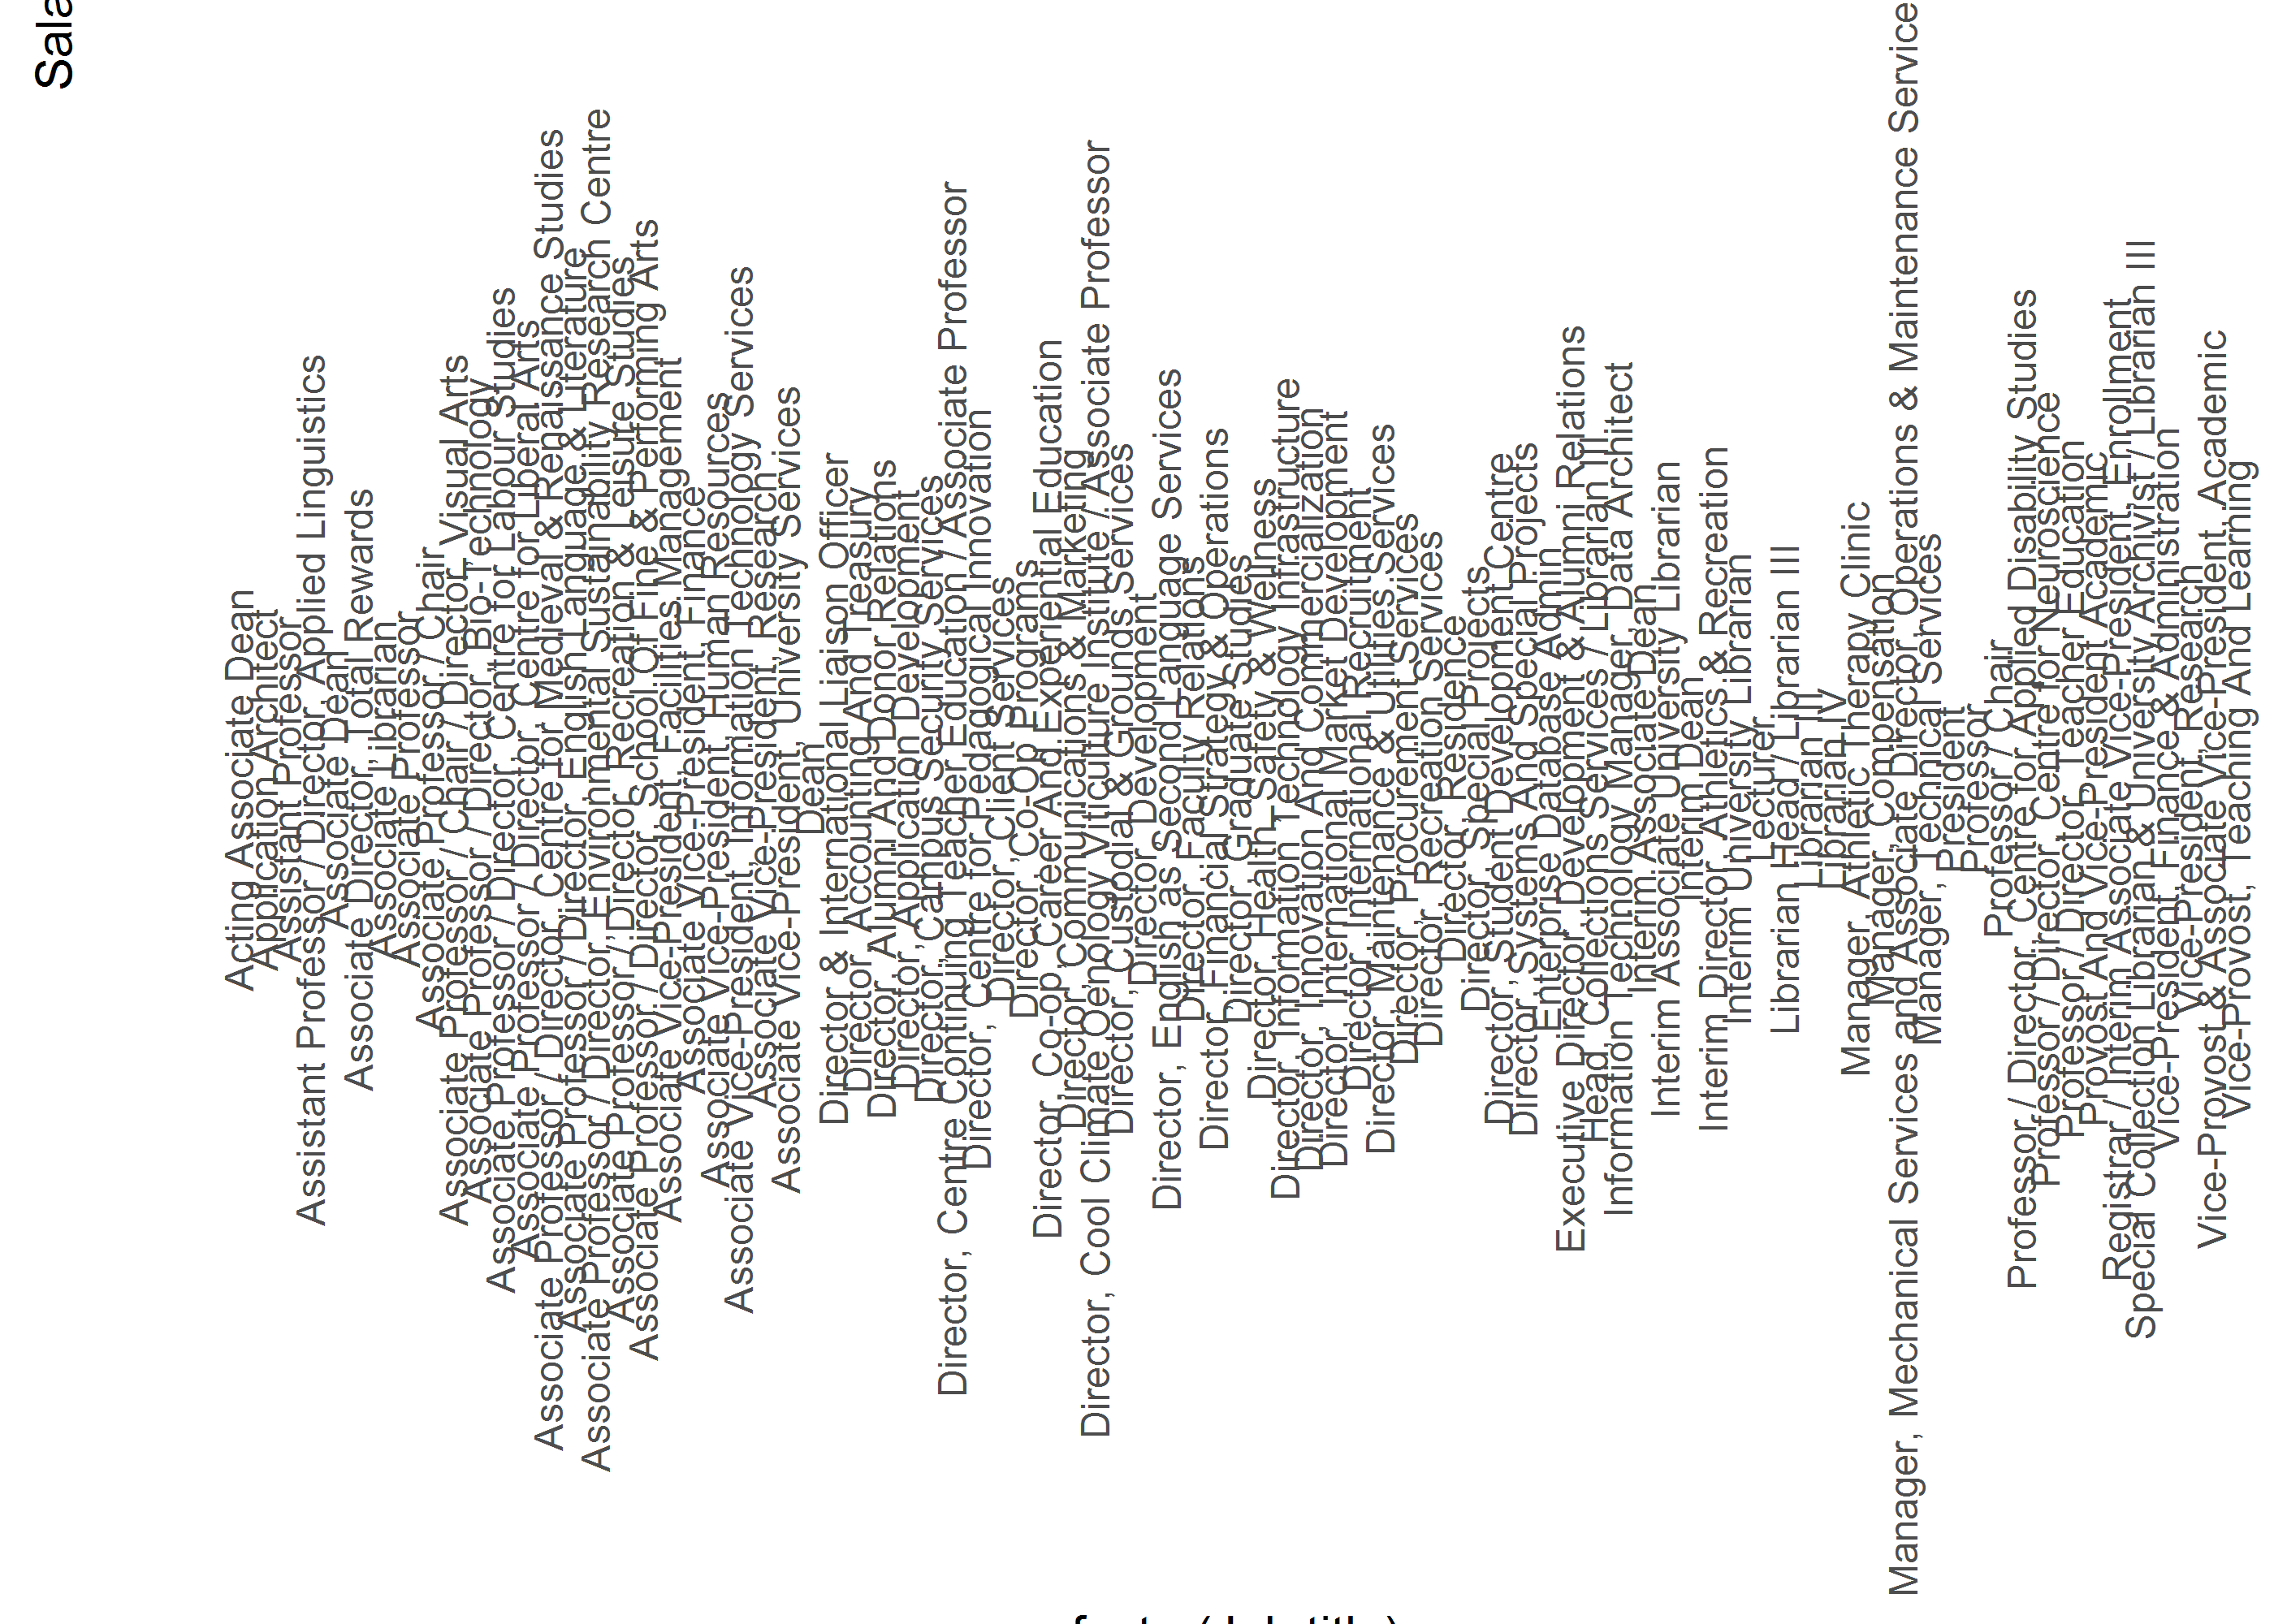 Sala
Acting Associate Dean
Application Architect
Assistant Professor
Assistant Professor / Director, Applied Linguistics
Associate Dean
Associate Director, Total Rewards
Associate Librarian
Associate Professor
Associate Professor / Chair
Associate Professor / Chair / Director, Visual Arts
Associate Professor / Director, Bio-Technology
Associate Professor / Director, Centre for Labour Studies
Associate Professor / Director, Centre for Liberal Arts
Associate Professor / Director, Centre for Medieval & Renaissance Studies
Associate Professor / Director, English Language & Literature
Associate Professor / Director, Environmental Sustainability Research Centre
Associate Professor / Director, Recreation & Leisure Studies
Associate Professor / Director, School Of Fine & Performing Arts
Associate Vice-President, Facilities Management
Associate Vice-President, Finance
Associate Vice-President, Human Resources
Associate Vice-President, Information Technology Services
Associate Vice-President, Research
Associate Vice-President, University Services
Dean
Director & International Liaison Officer
Director, Accounting And Treasury
Director, Alumni And Donor Relations
Director, Application Development
Director, Campus Security Services
Director, Centre Continuing Teacher Education / Associate Professor
Director, Centre for Pedagogical Innovation
Director, Client Services
Director, Co-Op Programs
Director, Co-op, Career And Experiential Education
Director, Communications & Marketing
Director, Cool Climate Oenology Viticulture Institute / Associate Professor
Director, Custodial & Grounds Services
Director, Development
Director, English as Second Language Services
Director, Faculty Relations
Director, Financial Strategy & Operations
Director, Graduate Studies
Director, Health, Safety & Wellness
Director, Information Technology Infrastructure
Director, Innovation And Commercialization
Director, International Market Development
Director, International Recruitment
Director, Maintenance & Utilities Services
Director, Procurement Services
Director, Recreation Services
Director, Residence
Director, Special Projects
Director, Student Development Centre
Director, Systems And Special Projects
Enterprise Database Admin
Executive Director, Development & Alumni Relations
Head, Collections Services / Librarian III
Information Technology Manager, Data Architect
Interim Associate Dean
Interim Associate University Librarian
Interim Dean
Interim Director, Athletics & Recreation
Interim University Librarian
Lecturer
Librarian Head / Librarian III
Librarian III
Librarian IV
Manager, Athletic Therapy Clinic
Manager, Compensation
Manager, Mechanical Services and Associate Director, Operations & Maintenance Service
Manager, Technical Services
President
Professor
Professor / Chair
Professor / Director, Centre for Applied Disability Studies
Professor / Director, Centre for Neuroscience
Professor / Director, Teacher Education
Provost And Vice-President Academic
Registrar / Interim Associate Vice-President, Enrollment
Special Collection Librarian & University Archivist / Librarian III
Vice-President Finance & Administration
Vice-President, Research
Vice-Provost & Associate Vice-President, Academic
Vice-Provost, Teaching And Learning